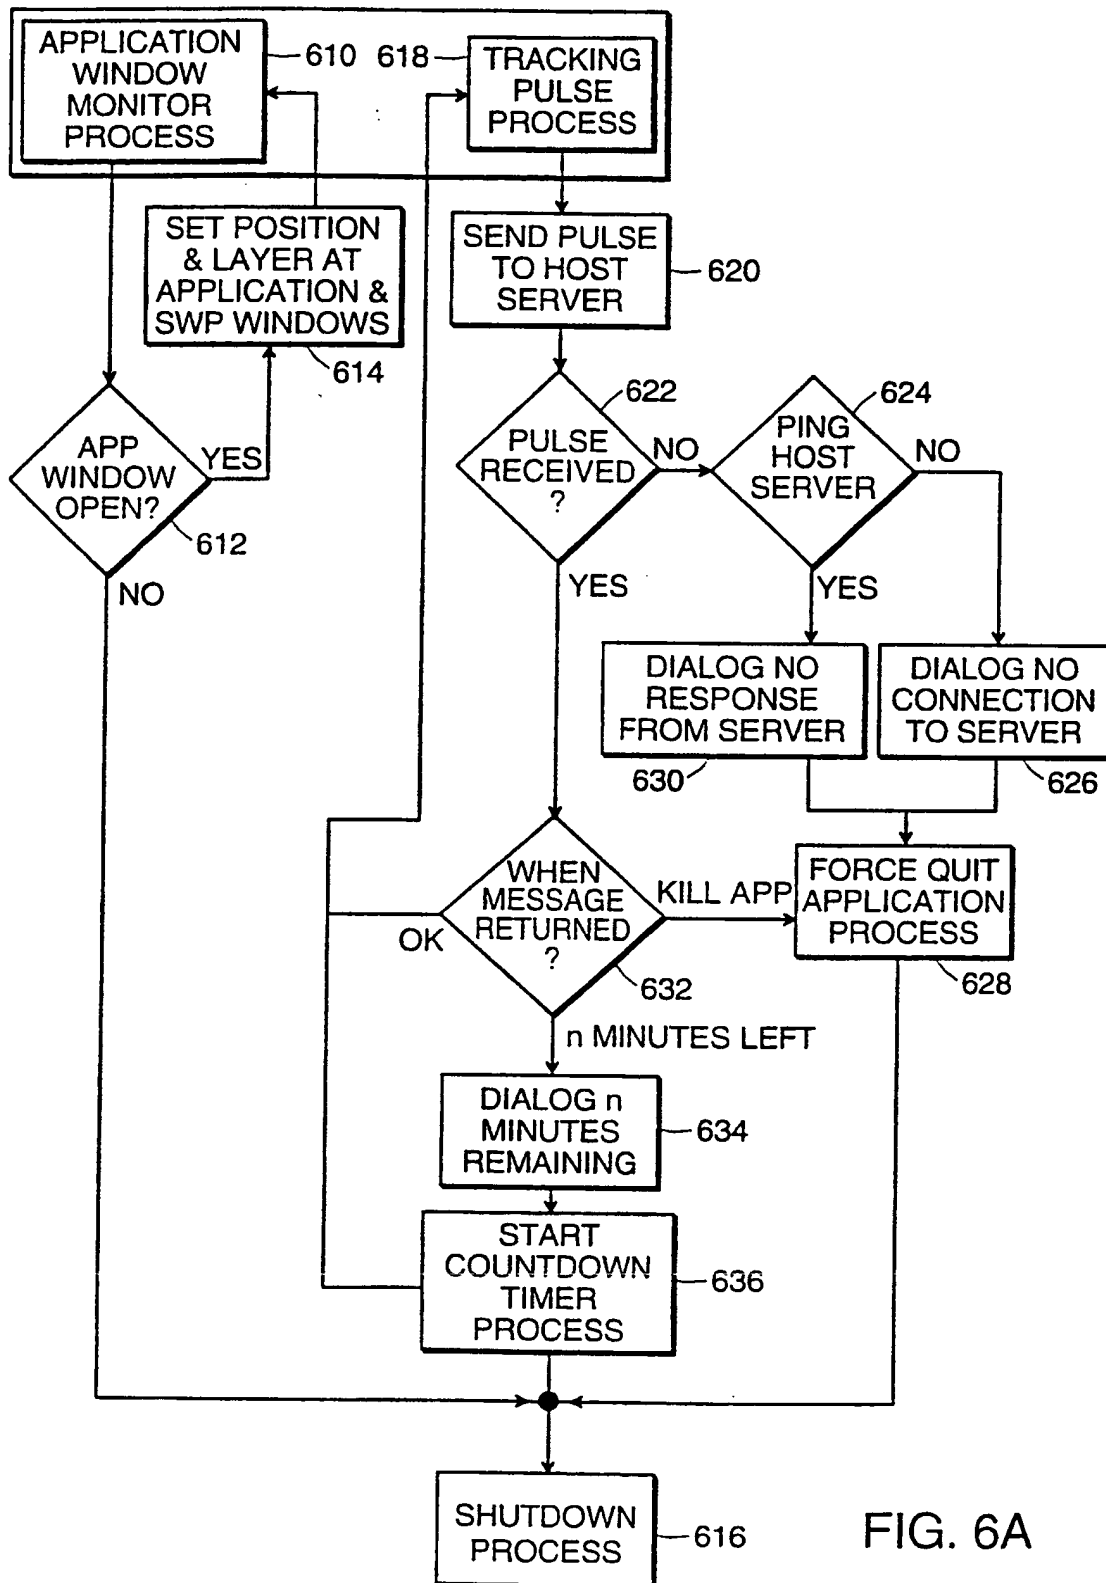 APPLICATION
WINDOW
MONITOR
PROCESS
610
618
TRACKING
PULSE
PROCESS
SET POSITION
& LAYER AT
APPLICATION &
SWP WINDOWS
614
SEND PULSE
TO HOST
SERVER
620
APP
WINDOW
OPEN?
YES
612
NO
PULSE
RECEIVED
?
622
NO
YES
PING
HOST
SERVER
624
NO
YES
DIALOG NO
RESPONSE
FROM SERVER
630
DIALOG NO
CONNECTION
TO SERVER
626
WHEN
MESSAGE
RETURNED
?
OK
KILL APP
632
n MINUTES LEFT
FORCE QUIT
APPLICATION
PROCESS
628
DIALOG n
MINUTES
REMAINING
634
START
COUNTDOWN
TIMER
PROCESS
636
SHUTDOWN
PROCESS
616
FIG. 6A